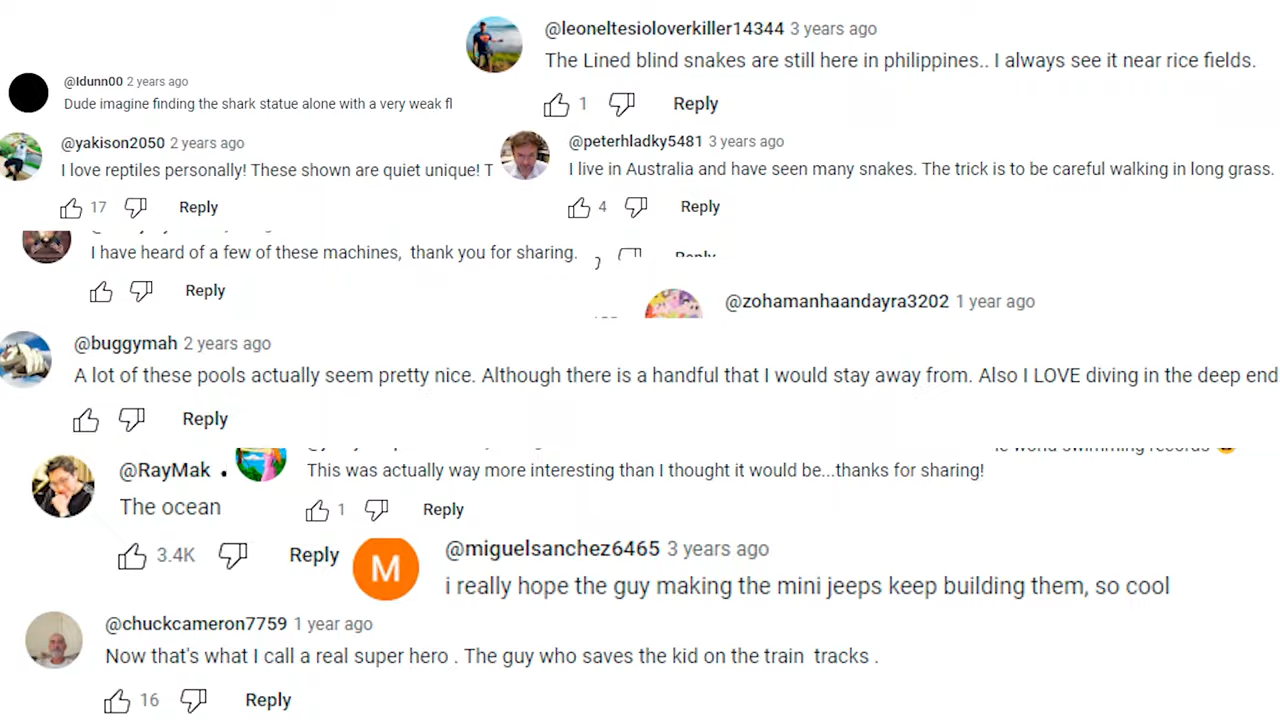 @leoneltesioloverkiller14344 3 years ago
The Lined blind snakes are still here in philippines.. I always see it near rice fields.
1 Reply
@ldunn00 2 years ago
Dude imagine finding the shark statue alone with a very weak fl
@yakison2050 2 years ago
I love reptiles personally! These shown are quiet unique! T
17 Reply
@peterhladky5481 3 years ago
I live in Australia and have seen many snakes. The trick is to be careful walking in long grass.
4 Reply
I have heard of a few of these machines, thank you for sharing.
Reply
Reply
@zohamanhaandayra3202 1 year ago
@buggymah 2 years ago
A lot of these pools actually seem pretty nice. Although there is a handful that I would stay away from. Also I LOVE diving in the deep end
Reply
@RayMak
The ocean
3.4K Reply
world swimming records
This was actually way more interesting than I thought it would be...thanks for sharing!
1 Reply
M
@miguelsanchez6465 3 years ago
i really hope the guy making the mini jeeps keep building them, so cool
@chuckcameron7759 1 year ago
Now that's what I call a real super hero . The guy who saves the kid on the train tracks .
16 Reply